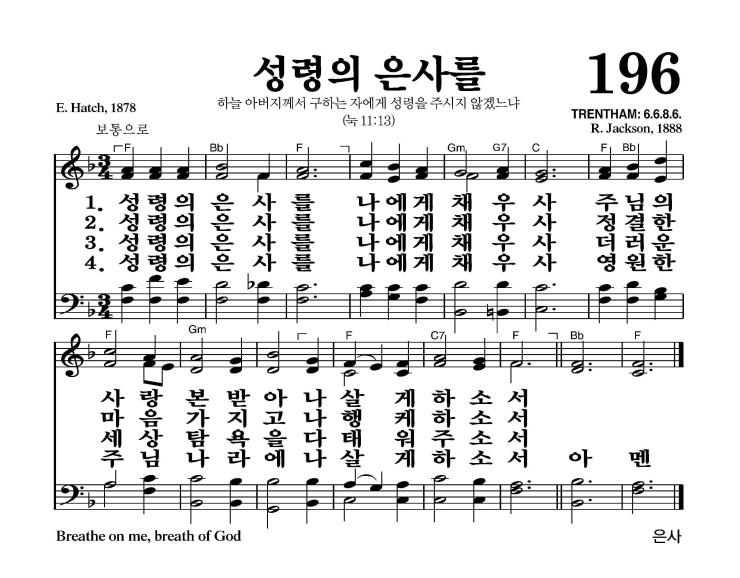 성령의 은사를
196
하늘 아버지께서 구하는 자에게 성령을 주시지 않겠느냐
(눅 11:13)
E. Hatch, 1878
TRENTHAM: 6.6.8.6.
R. Jackson, 1888
보통으로
F Bb F Gm G7 C F Bb
1. 성령의 은사를 나에게 채우사 주님의
2. 성령의 은사를 나에게 채우사 정결한
3. 성령의 은사를 나에게 채우사 더러운
4. 성령의 은사를 나에게 채우사 영원한
F Gm F C7 F Bb F
사랑 본받아 나 살게 하소서
마음 가지고 나 행케 하소서
세상 탐욕을 다 태워 주소서
주님 나라에 나 살게 하소서 아멘
Breathe on me, breath of God
은사